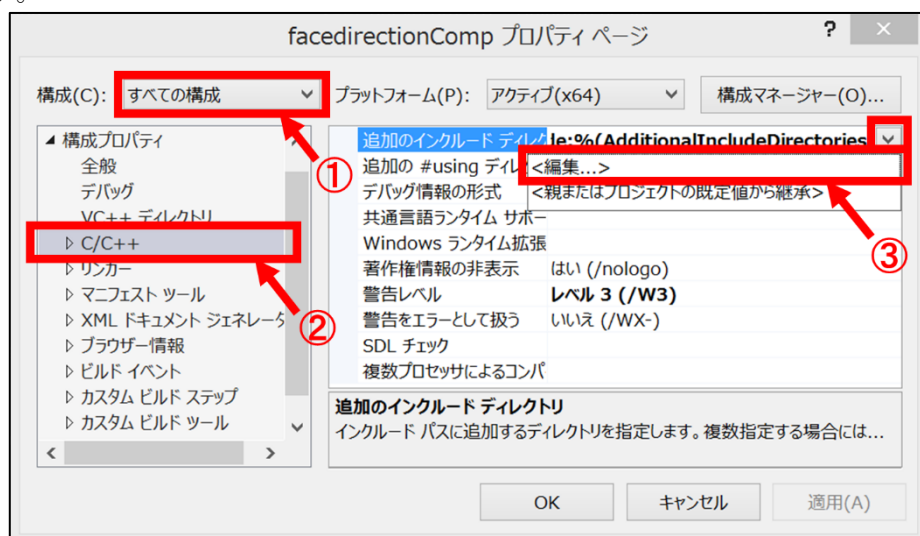 facedirectionComp プロパティ ページ ?
構成(C): すべての構成 プラットフォーム(P): アクティブ(x64) 構成マネージャー(O)...
構成プロパティ
全般
デバッグ
VC++ ディレクトリ
C/C++
リンカー
マニフェスト ツール
XML ドキュメント ジェネレータ
ブラウザー情報
ビルド イベント
カスタム ビルド ステップ
カスタム ビルド ツール
①
②
追加のインクルード ディレク de;%(AdditionalIncludeDirectories
追加の #using ディレ <編集...>
デバッグ情報の形式 <親またはプロジェクトの既定値から継承>
共通言語ランタイム サポー
Windows ランタイム拡張
著作権情報の非表示 はい (/nologo)
警告レベル レベル 3 (/W3)
警告をエラーとして扱う いいえ (/WX-)
SDL チェック
複数プロセッサによるコンパ
③
追加のインクルード ディレクトリ
インクルード パスに追加するディレクトリを指定します。複数指定する場合には...
OK キャンセル 適用(A)